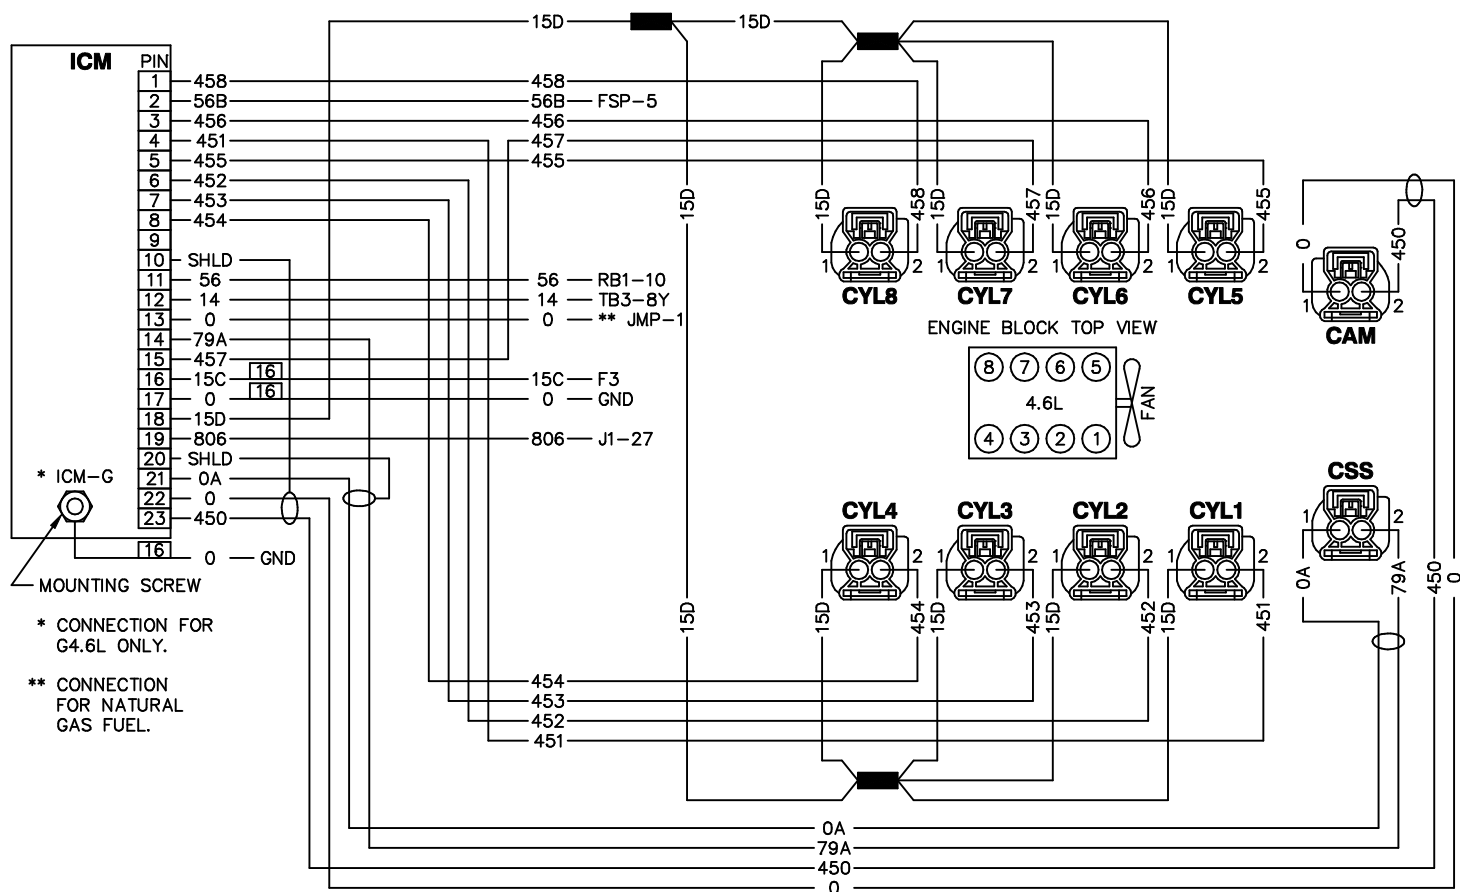 15D 15D
ICM PIN
1 458 458
2 56B 56B FSP-5
3 456 456
4 451 457
5 455 455
6 452
7 453
8 454
9
10 SHLD
11 56 56 RB1-10
12 14 14 TB3-8Y
13 0 0 ** JMP-1
14 79A
15 457
16 15C 16 15C F3
17 0 16 0 GND
18 15D
19 806 806 J1-27
20 SHLD
21 0A
22 0
23 450
* ICM-G
16 0 GND
MOUNTING SCREW
* CONNECTION FOR
G4.6L ONLY.
** CONNECTION
FOR NATURAL
GAS FUEL.
15D
15D 458 15D 457 15D 456 15D 455
1 2 1 2 1 2 1 2
CYL8 CYL7 CYL6 CYL5
0 450
1 2
CAM
ENGINE BLOCK TOP VIEW
8 7 6 5
4.6L
4 3 2 1
FAN
CYL4 CYL3 CYL2 CYL1
1 2 1 2 1 2 1 2
15D
15D 454 15D 453 15D 452 15D 451
CSS
1 2
0A 79A 450 0
454
453
452
451
0A
79A
450
0